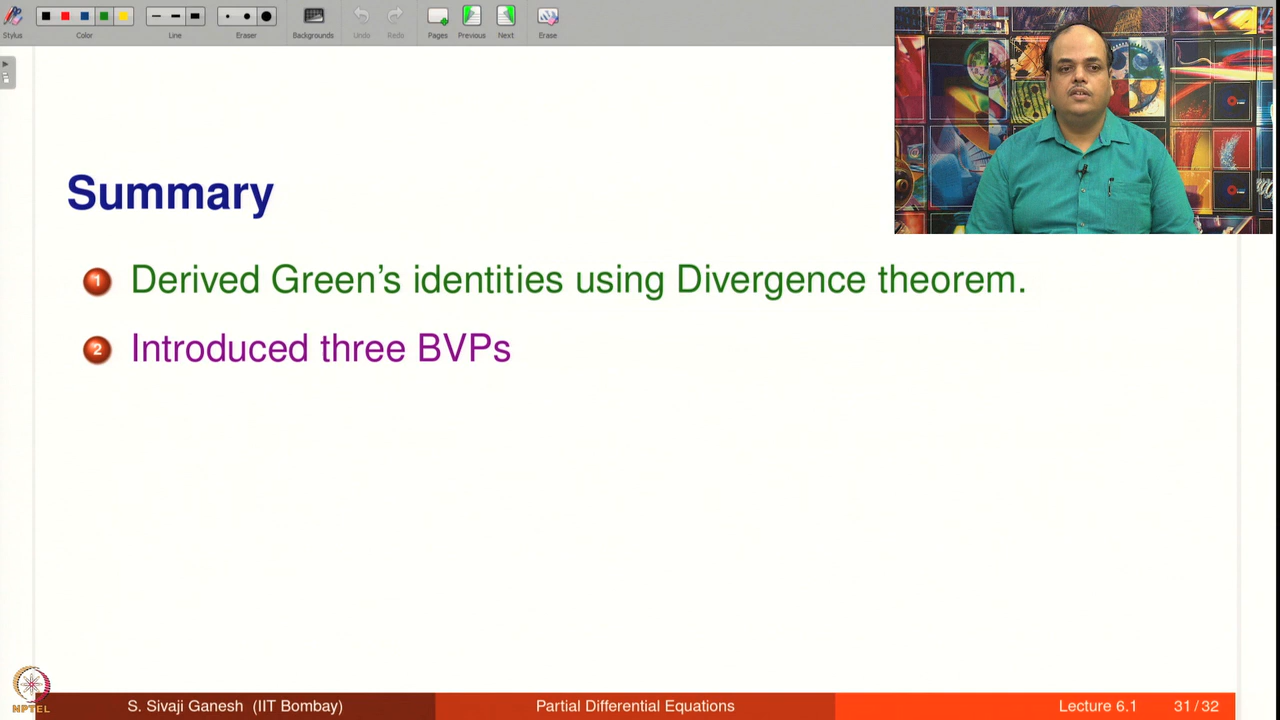 Stylus
Color
Line
Eraser
Backgrounds
Undo
Redo
Pages
Previous
Next
Erase
Summary
1 Derived Green's identities using Divergence theorem.
2 Introduced three BVPs
NPTEL
S. Sivaji Ganesh (IIT Bombay)
Partial Differential Equations
Lecture 6.1
31 / 32